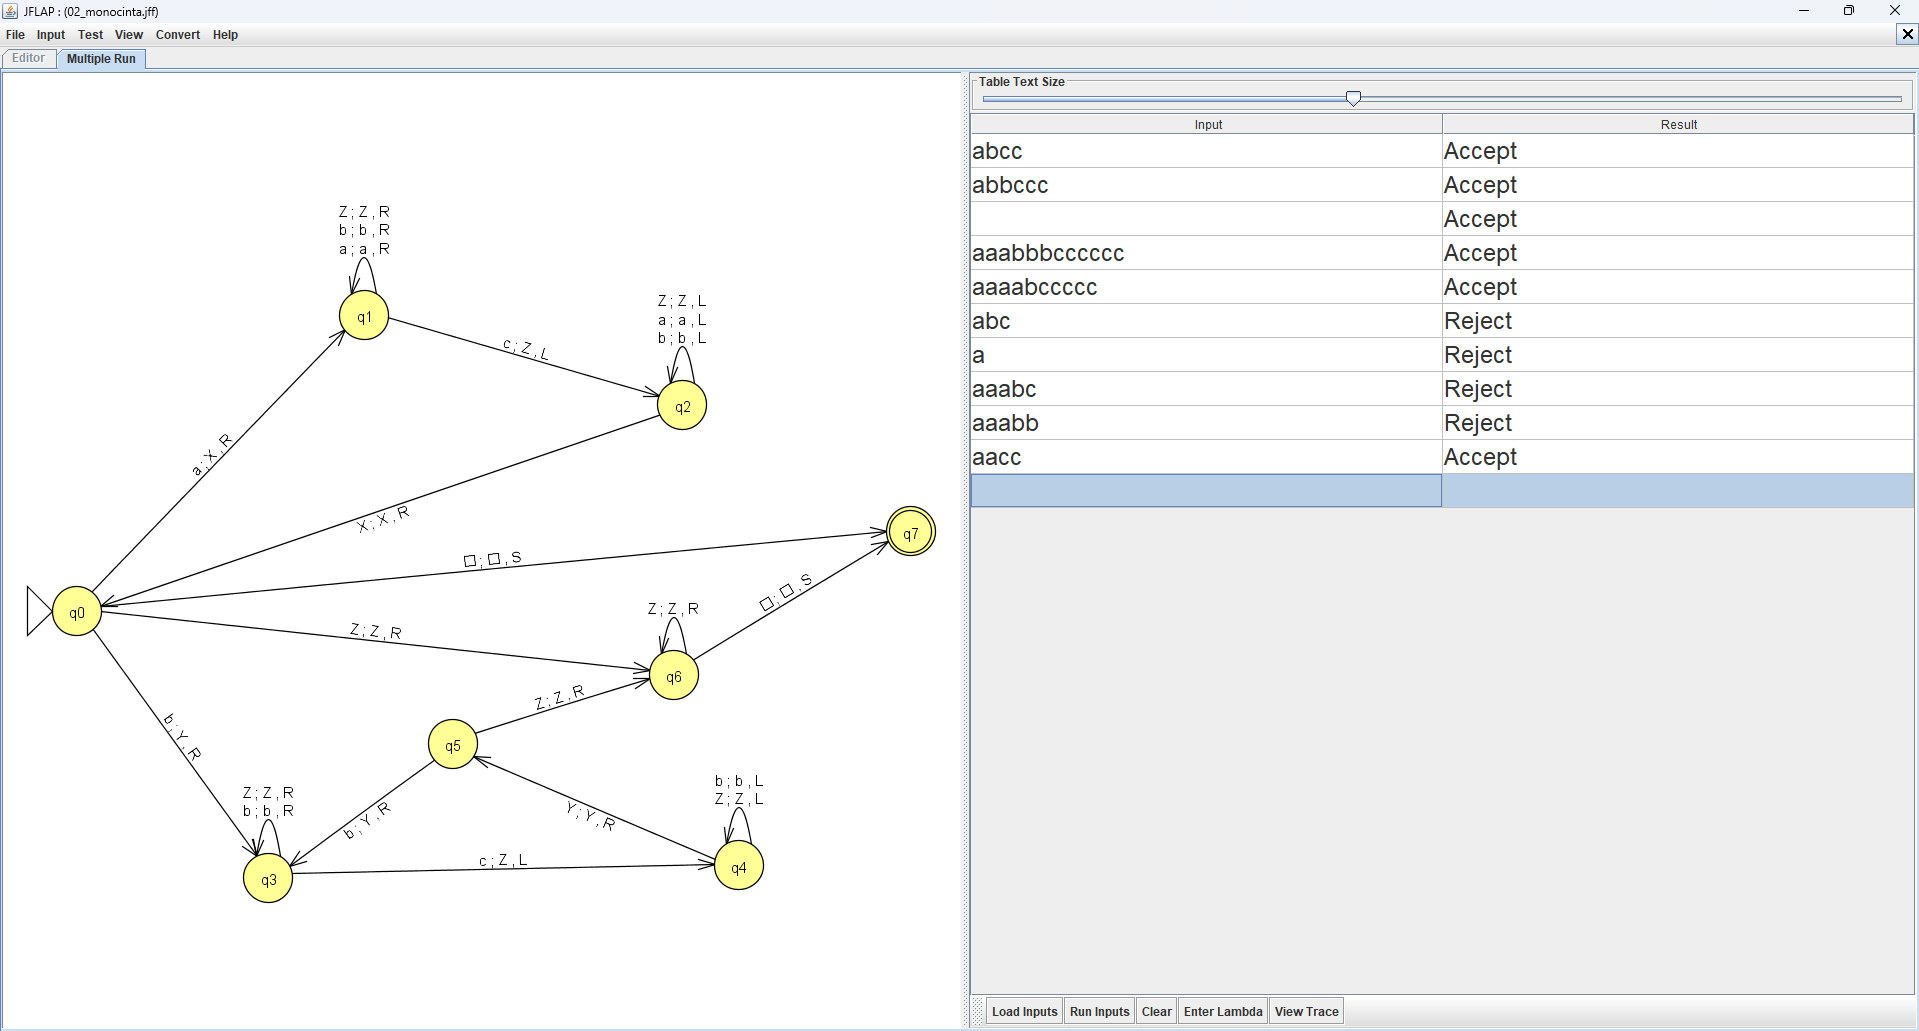 JFLAP : (02_monocinta.jff)
File Input Test View Convert Help
Editor Multiple Run
Z ; Z , R
b ; b , R
a ; a , R
q1
Z ; Z , L
a ; a , L
b ; b , L
q2
c ; Z , L
a ; X , R
X ; X , R
□ ; □ , S
q7
□ ; □ , S
q0
Z ; Z , R
Z ; Z , R
q6
Z ; Z , R
q5
b ; Y , R
Z ; Z , R
b ; b , R
q3
b ; Y , R
Y ; Y , R
c ; Z , L
b ; b , L
Z ; Z , L
q4
Table Text Size
Input Result
abcc Accept
abbccc Accept
Accept
aaabbbcccccc Accept
aaaabccccc Accept
abc Reject
a Reject
aaabc Reject
aaabb Reject
aacc Accept
Load Inputs Run Inputs Clear Enter Lambda View Trace